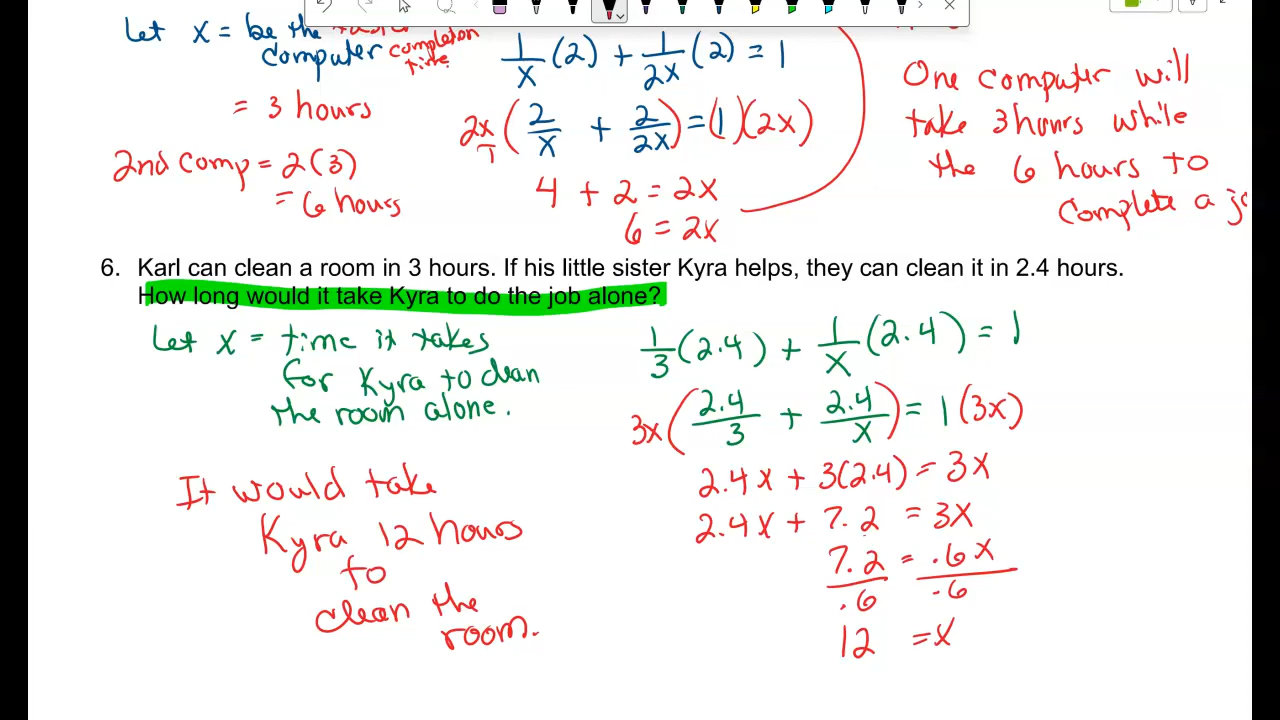 Let x = be the faster
computer completion
time.
= 3 hours
2nd comp = 2(3)
= 6 hours
1/x (2) + 1/2x (2) = 1
2x/1 (2/x + 2/2x) = (1)(2x)
4 + 2 = 2x
6 = 2x
One computer will
take 3 hours while
the 6 hours to
complete a
6. Karl can clean a room in 3 hours. If his little sister Kyra helps, they can clean it in 2.4 hours.
How long would it take Kyra to do the job alone?
Let x = time it takes
for Kyra to clean
the room alone.
It would take
Kyra 12 hours
to
clean the
room.
1/3 (2.4) + 1/x (2.4) = 1
3x (2.4/3 + 2.4/x) = 1 (3x)
2.4x + 3(2.4) = 3x
2.4x + 7.2 = 3x
7.2 = .6x
.6 .6
12 = x